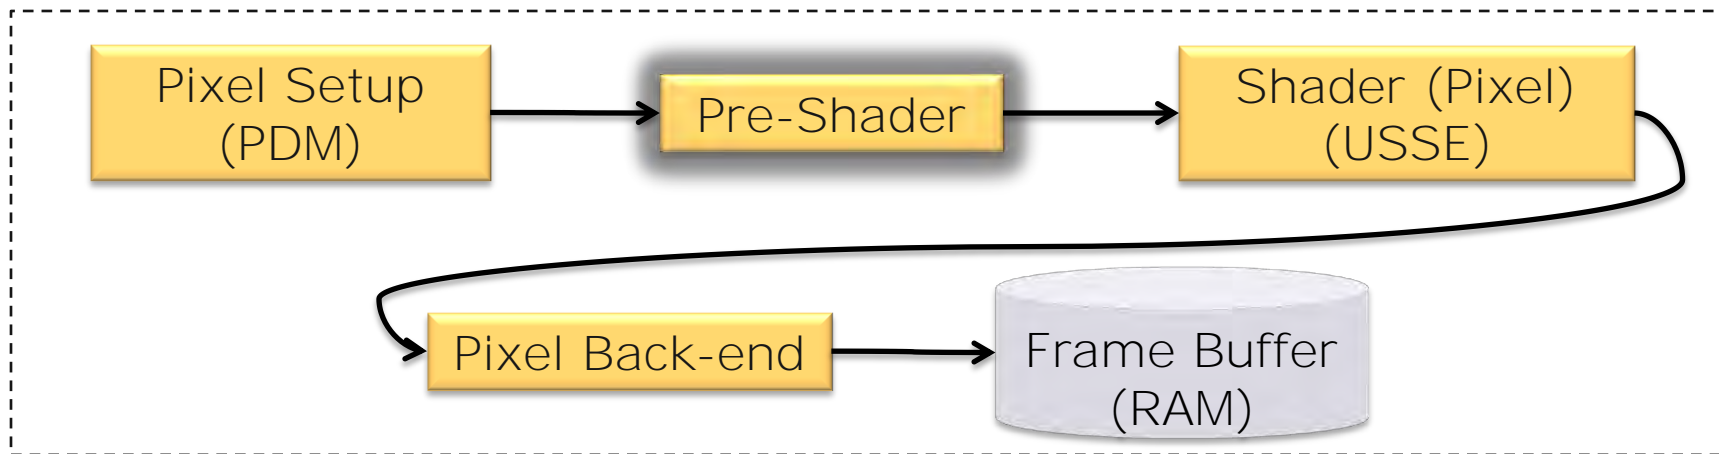 Pixel Setup
(PDM)
Pre-Shader
Shader (Pixel)
(USSE)
Pixel Back-end
Frame Buffer
(RAM)